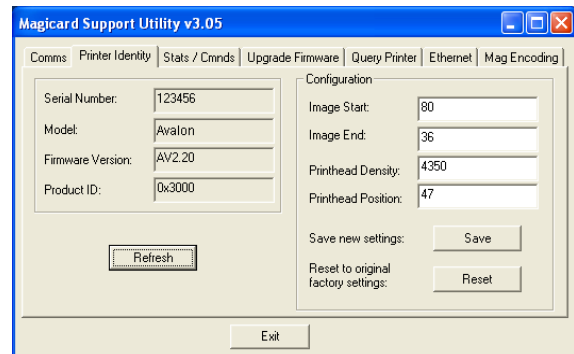 Magicard Support Utility v3.05
Comms Printer Identity Stats / Cmnds Upgrade Firmware Query Printer Ethernet Mag Encoding
Serial Number: 123456
Model: Avalon
Firmware Version: AV2.20
Product ID: 0x3000
Refresh
Configuration
Image Start: 80
Image End: 36
Printhead Density: 4350
Printhead Position: 47
Save new settings: Save
Reset to original
factory settings: Reset
Exit